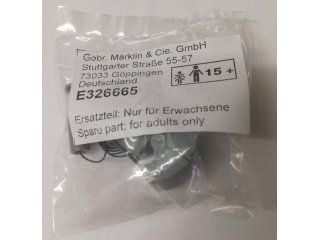 Gebr. Märklin & Cie. GmbH
Stuttgarter Straße 55-57
73033 Göppingen
Deutschland
E326665
15 +
Ersatzteil: Nur für Erwachsene
Spare part: for adults only